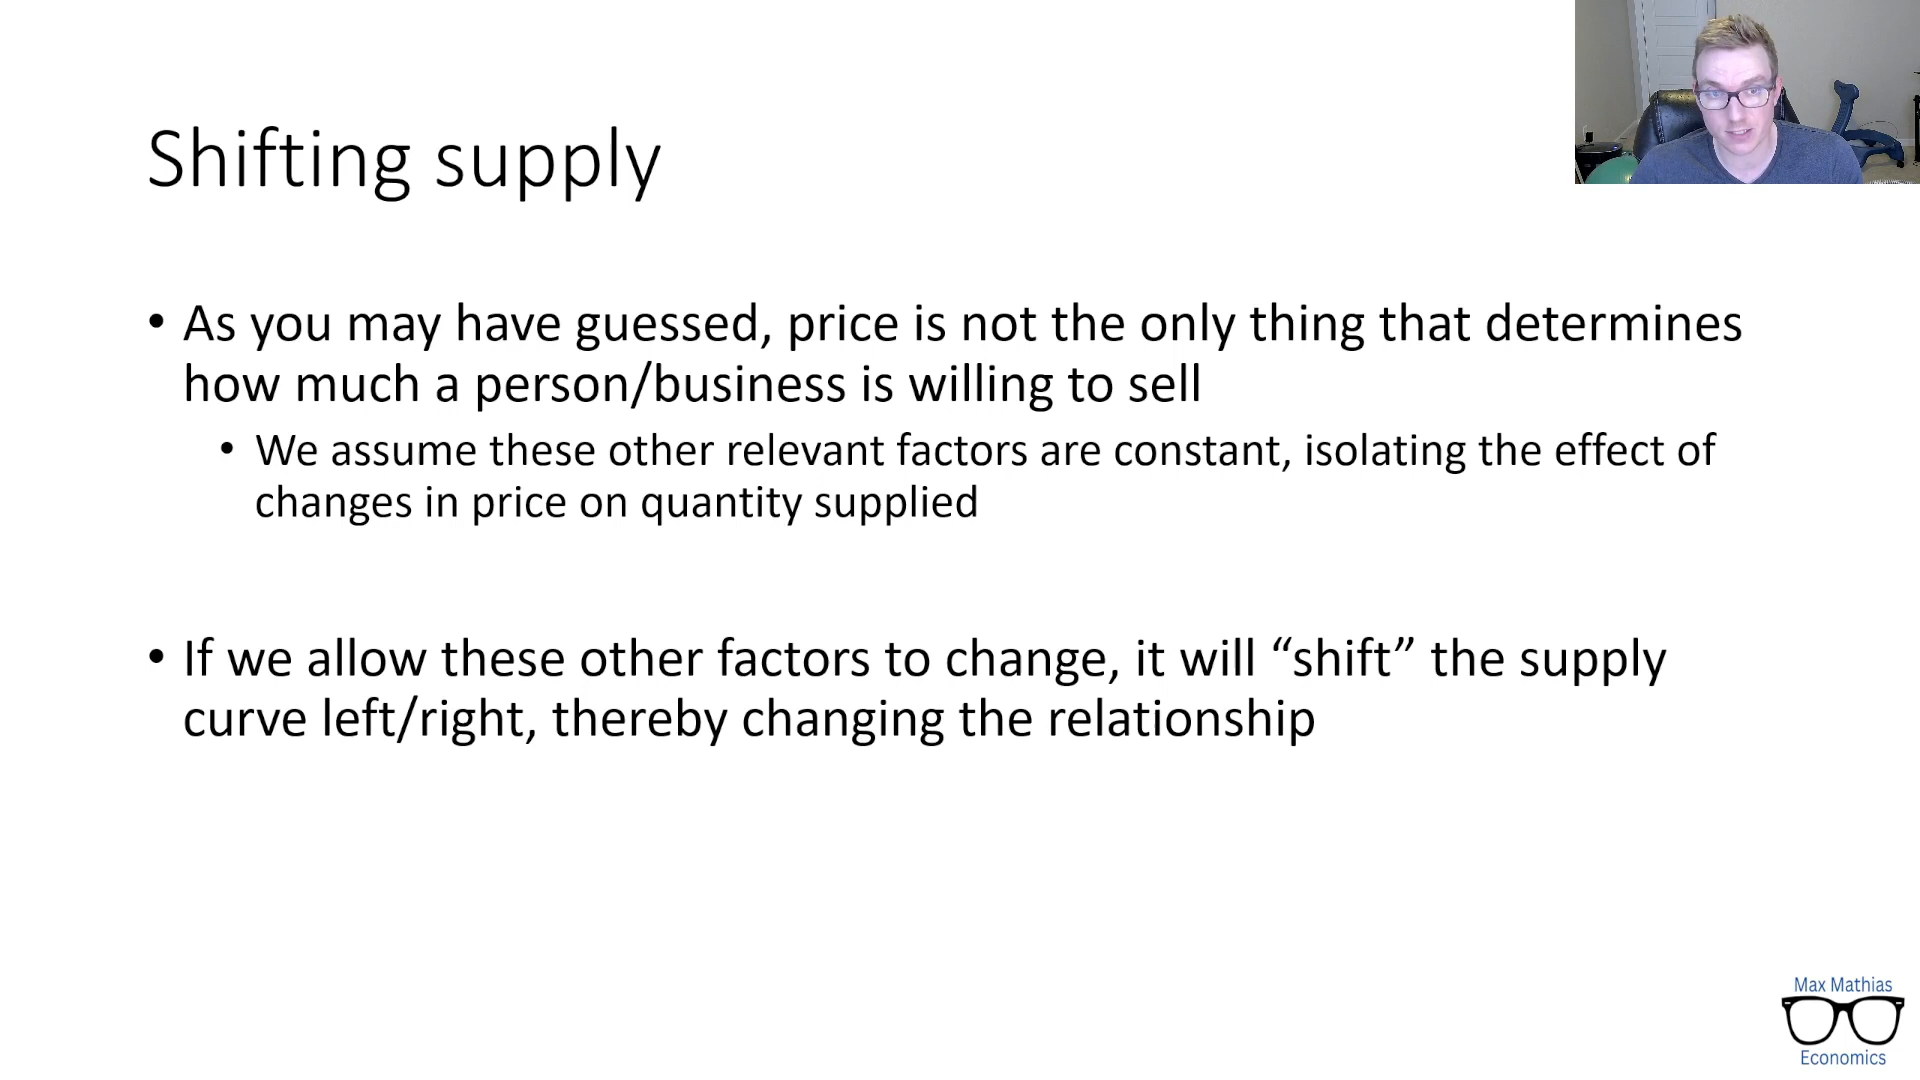 Shifting supply
• As you may have guessed, price is not the only thing that determines
how much a person/business is willing to sell
• We assume these other relevant factors are constant, isolating the effect of
changes in price on quantity supplied
• If we allow these other factors to change, it will “shift” the supply
curve left/right, thereby changing the relationship
Max Mathias
Economics